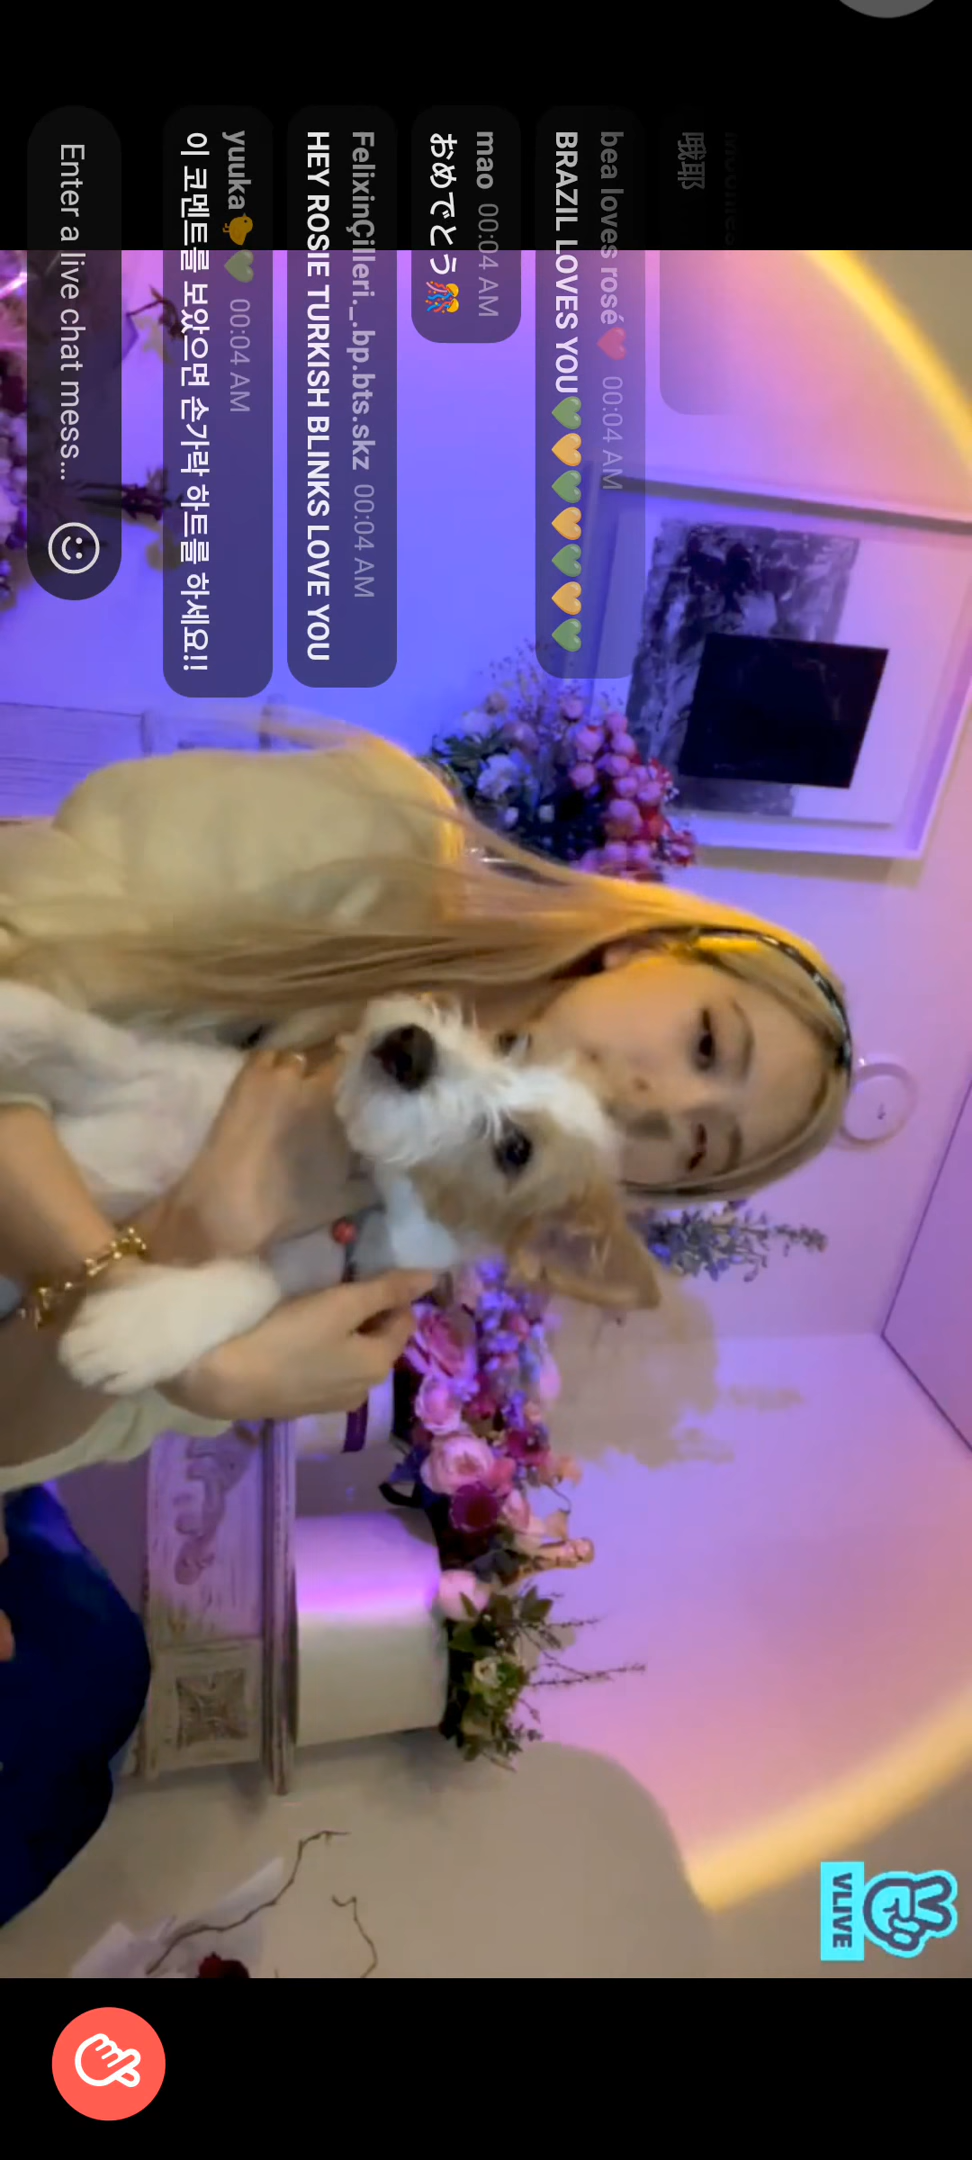 哦耶
bea loves rosé❤️ 00:04 AM
BRAZIL LOVES YOU💚💛💚💛💚💛💚
mao 00:04 AM
おめでとう🎊
FelixinÇilleri._.bp.bts.skz 00:04 AM
HEY ROSIE TURKISH BLINKS LOVE YOU
yuuka🐤💚 00:04 AM
이 코멘트를 보았으면 손가락 하트를 하세요!!
Enter a live chat mess...
VLIVE